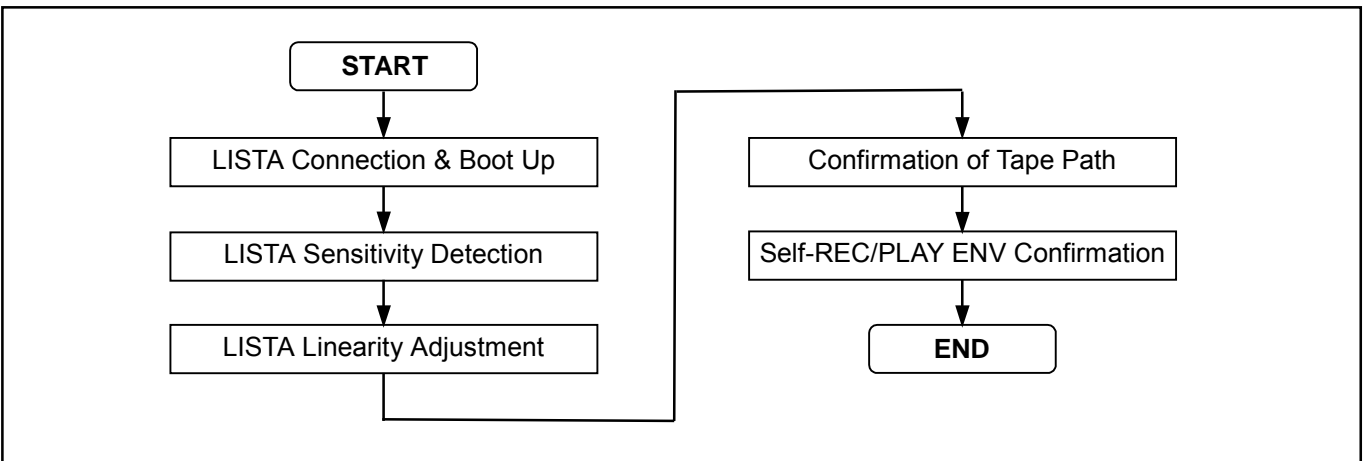 START
LISTA Connection & Boot Up
LISTA Sensitivity Detection
LISTA Linearity Adjustment
Confirmation of Tape Path
Self-REC/PLAY ENV Confirmation
END